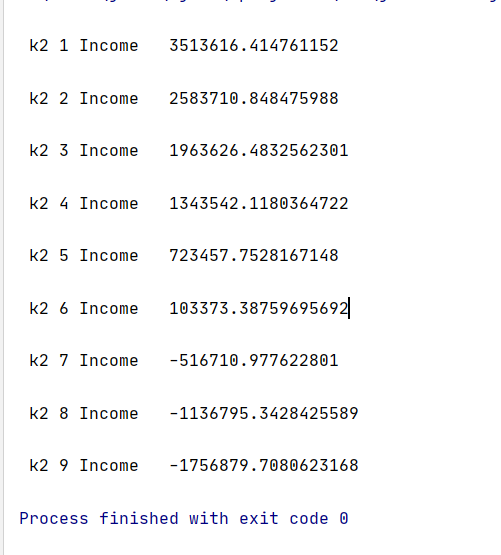 k2 1 Income   3513616.414761152
k2 2 Income   2583710.848475988
k2 3 Income   1963626.4832562301
k2 4 Income   1343542.1180364722
k2 5 Income   723457.7528167148
k2 6 Income   103373.38759695692
k2 7 Income   -516710.977622801
k2 8 Income   -1136795.3428425589
k2 9 Income   -1756879.7080623168
Process finished with exit code 0